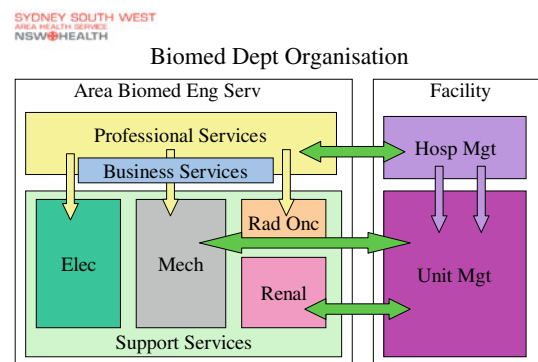 SYDNEY SOUTH WEST
AREA HEALTH SERVICE
NSW HEALTH
Biomed Dept Organisation
Area Biomed Eng Serv
Facility
Professional Services
Hosp Mgt
Business Services
Rad Onc
Elec
Mech
Unit Mgt
Renal
Support Services